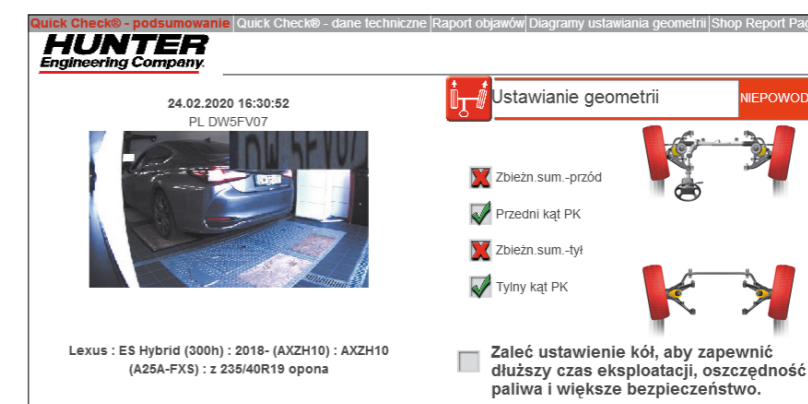 Quick Check® - podsumowanie Quick Check® - dane techniczne Raport objawów Diagramy ustawiania geometrii Shop Report Pag
HUNTER
Engineering Company.
24.02.2020 16:30:52
PL DW5FV07
Ustawianie geometrii
NIEPOWOD
Zbieżn.sum.-przód
Przedni kąt PK
Zbieżn.sum.-tył
Tylny kąt PK
Lexus : ES Hybrid (300h) : 2018- (AXZH10) : AXZH10
(A25A-FXS) : z 235/40R19 opona
Zaleć ustawienie kół, aby zapewnić
dłuższy czas eksploatacji, oszczędność
paliwa i większe bezpieczeństwo.